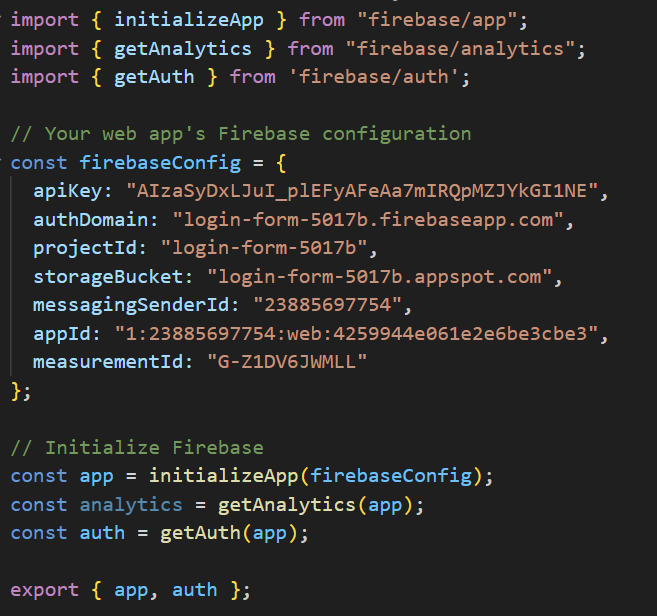 import { initializeApp } from "firebase/app";
import { getAnalytics } from "firebase/analytics";
import { getAuth } from 'firebase/auth';
// Your web app's Firebase configuration
const firebaseConfig = {
apiKey: "AIzaSyDxLJuI_plEFyAFeAa7mIRQpMZJYkGI1NE",
authDomain: "login-form-5017b.firebaseapp.com",
projectId: "login-form-5017b",
storageBucket: "login-form-5017b.appspot.com",
messagingSenderId: "23885697754",
appId: "1:23885697754:web:4259944e061e2e6be3cbe3",
measurementId: "G-Z1DV6JWMLL"
};
// Initialize Firebase
const app = initializeApp(firebaseConfig);
const analytics = getAnalytics(app);
const auth = getAuth(app);
export { app, auth };